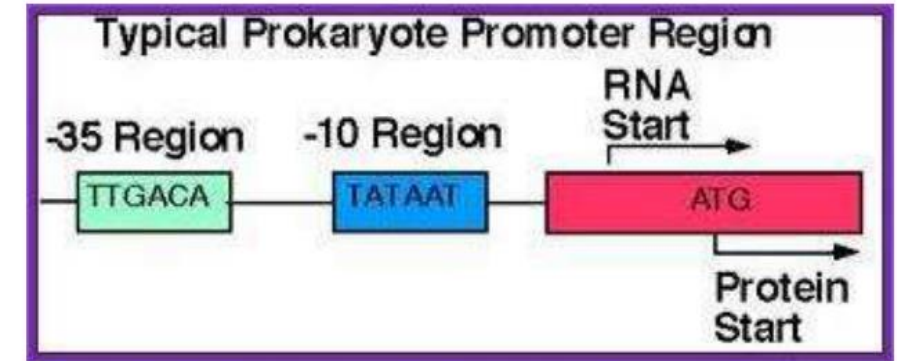 Typical Prokaryote Promoter Region
RNA
Start
-35 Region
-10 Region
TTGACA
TATAAT
ATG
Protein
Start